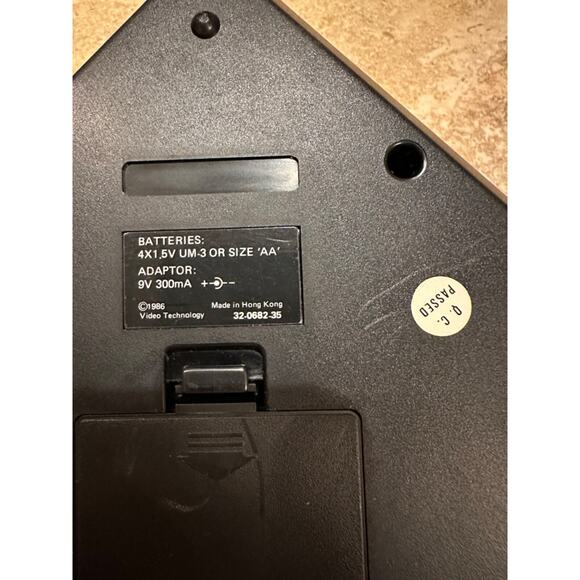 BATTERIES:
4X1,5V UM-3 OR SIZE 'AA'
ADAPTOR:
9V 300mA + -
©1986 Made in Hong Kong
Video Technology 32-0682-35
Q. C.
PASSED